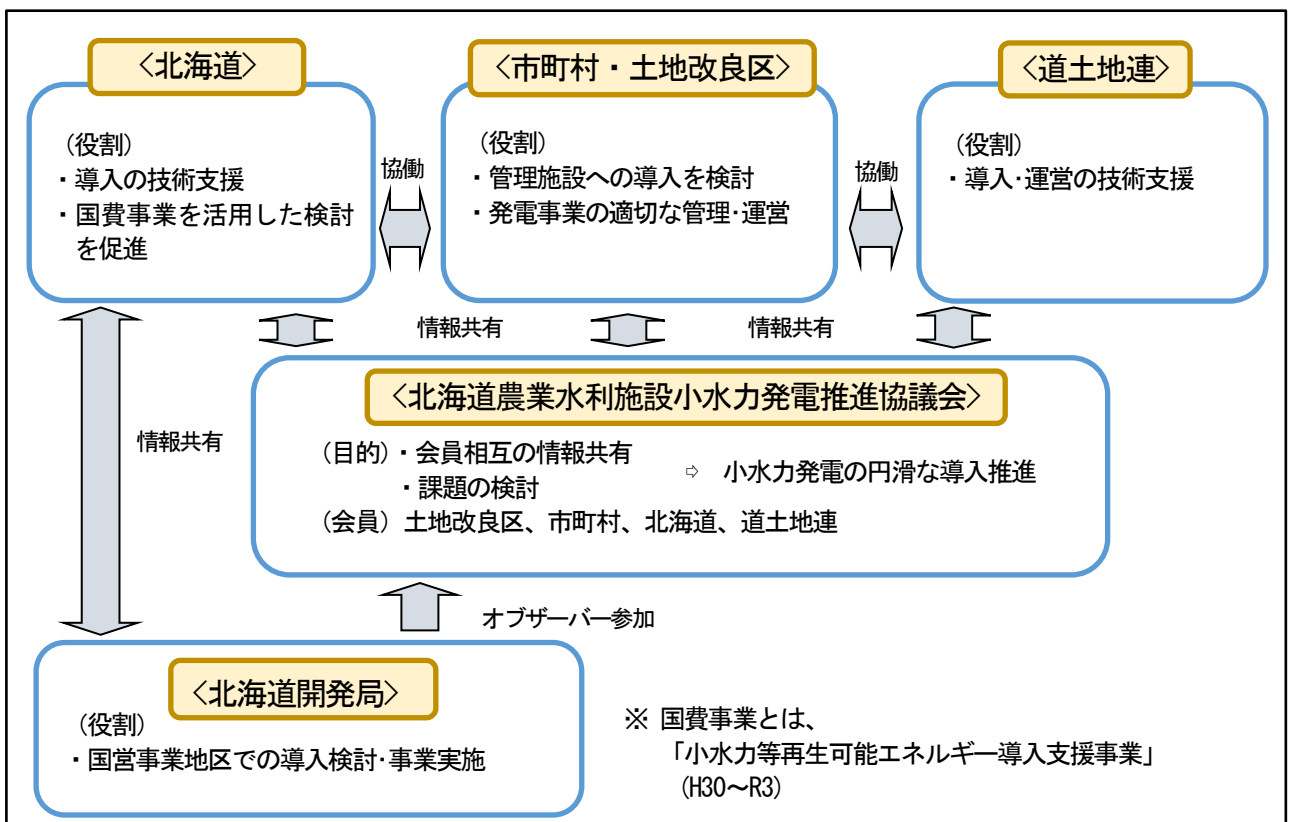 〈北海道〉
(役割)
・導入の技術支援
・国費事業を活用した検討
を促進
協働
〈市町村・土地改良区〉
(役割)
・管理施設への導入を検討
・発電事業の適切な管理･運営
協働
〈道土地連〉
(役割)
・導入･運営の技術支援
情報共有
情報共有
情報共有
〈北海道農業水利施設小水力発電推進協議会〉
(目的)・会員相互の情報共有
・課題の検討
⇨ 小水力発電の円滑な導入推進
(会員) 土地改良区、市町村、北海道、道土地連
オブザーバー参加
〈北海道開発局〉
(役割)
・国営事業地区での導入検討･事業実施
※ 国費事業とは、
「小水力等再生可能エネルギー導入支援事業」
(H30～R3)